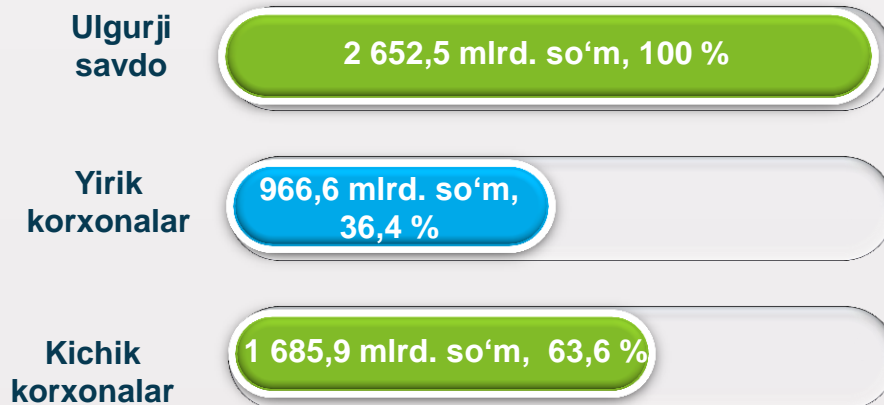 Ulgurji
savdo
2 652,5 mlrd. so‘m, 100 %
Yirik
korxonalar
966,6 mlrd. so‘m,
36,4 %
Kichik
korxonalar
1 685,9 mlrd. so‘m,  63,6 %